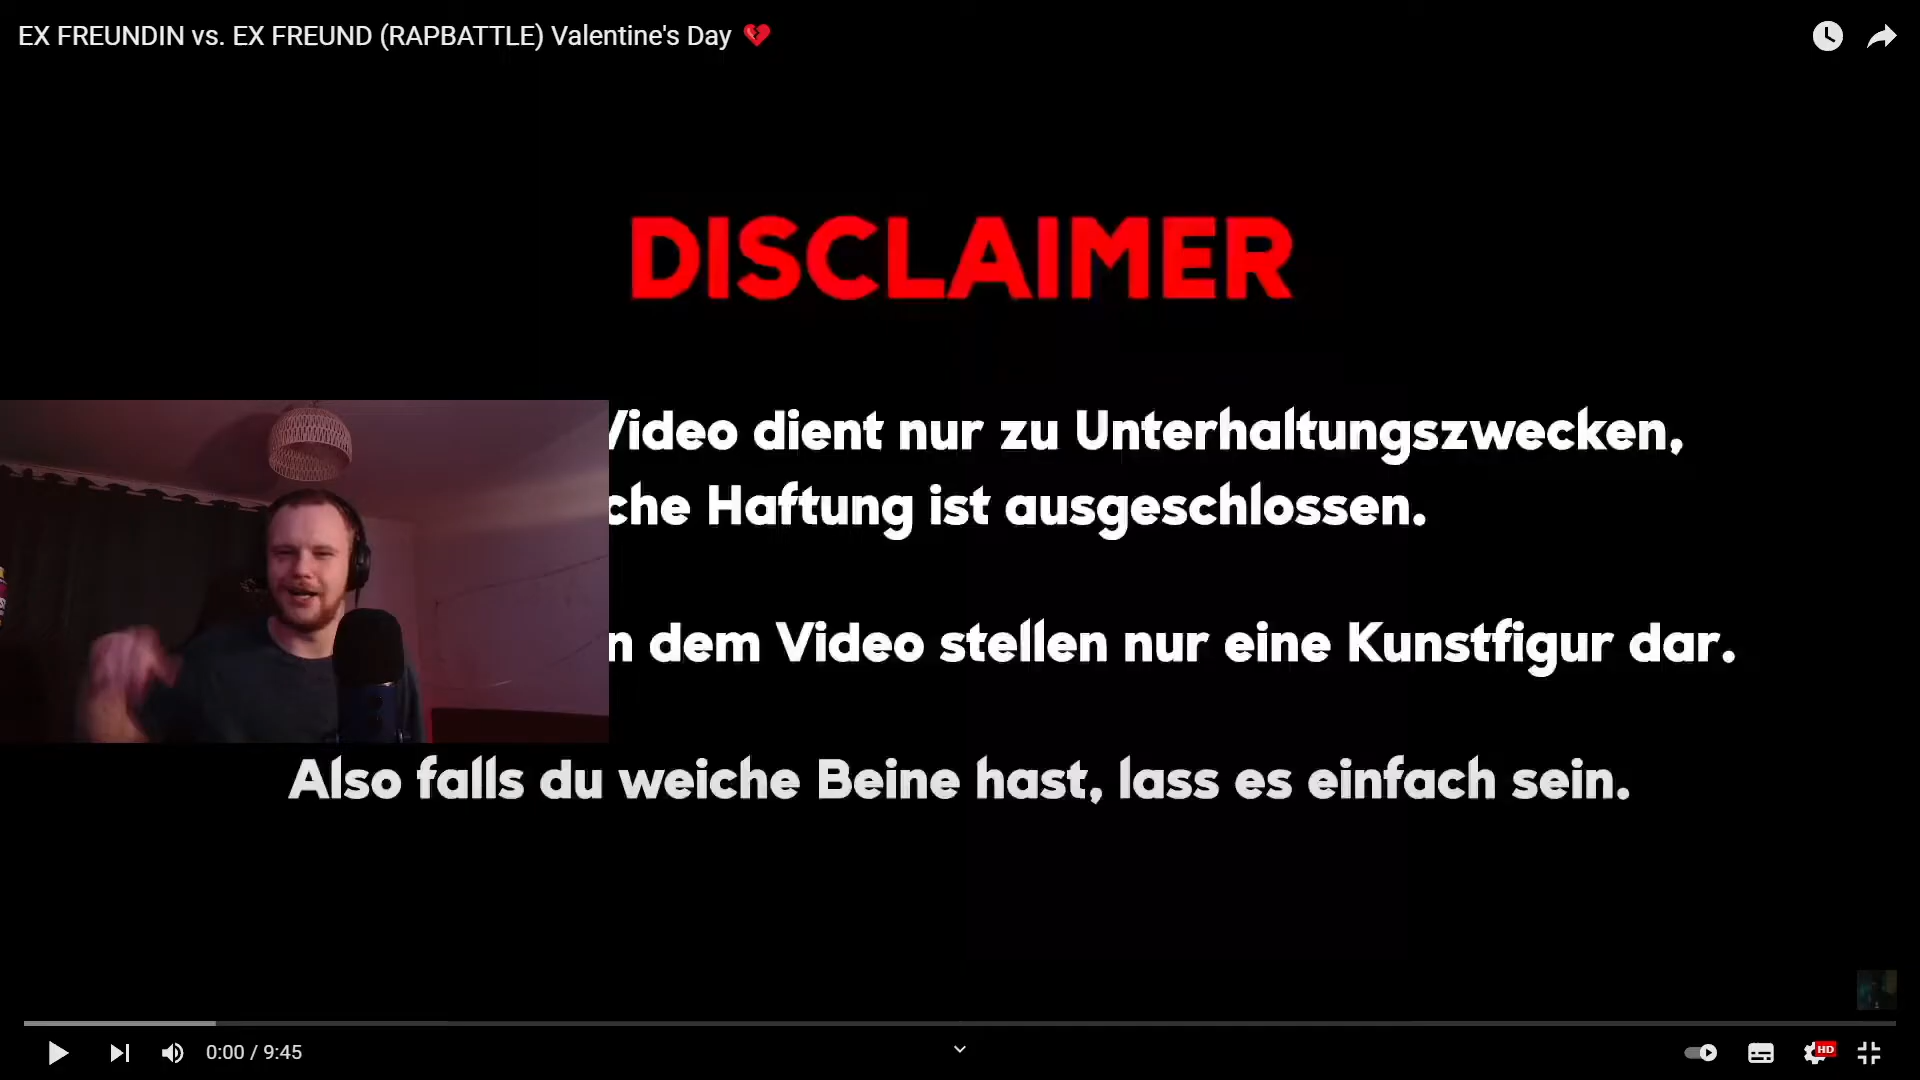 EX FREUNDIN vs. EX FREUND (RAPBATTLE) Valentine's Day 💔
DISCLAIMER
Video dient nur zu Unterhaltungszwecken,
che Haftung ist ausgeschlossen.
n dem Video stellen nur eine Kunstfigur dar.
Also falls du weiche Beine hast, lass es einfach sein.
0:00 / 9:45
HD